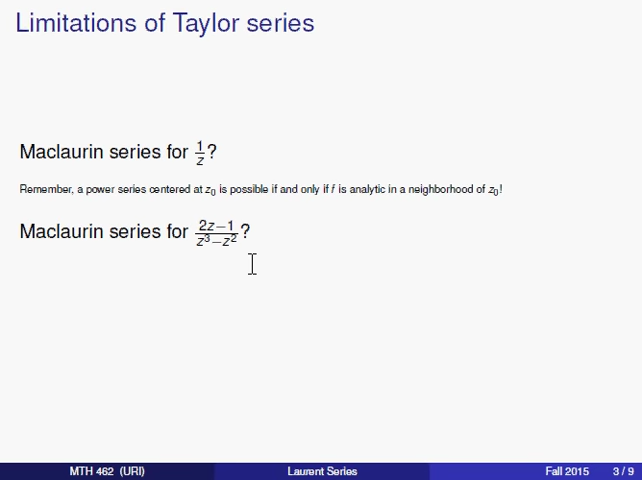 Limitations of Taylor series
Maclaurin series for 1/z?
Remember, a power series centered at z₀ is possible if and only if f is analytic in a neighborhood of z₀!
Maclaurin series for (2z−1)/(z³−z²)?
MTH 462 (URI) Laurent Series Fall 2015 3 / 9